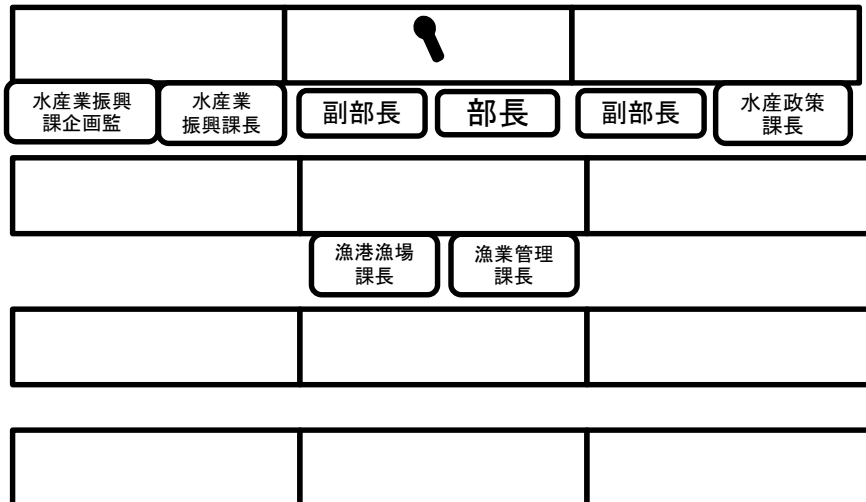 水産業振興
課企画監
水産業
振興課長
副部長
部長
副部長
水産政策
課長
漁港漁場
課長
漁業管理
課長